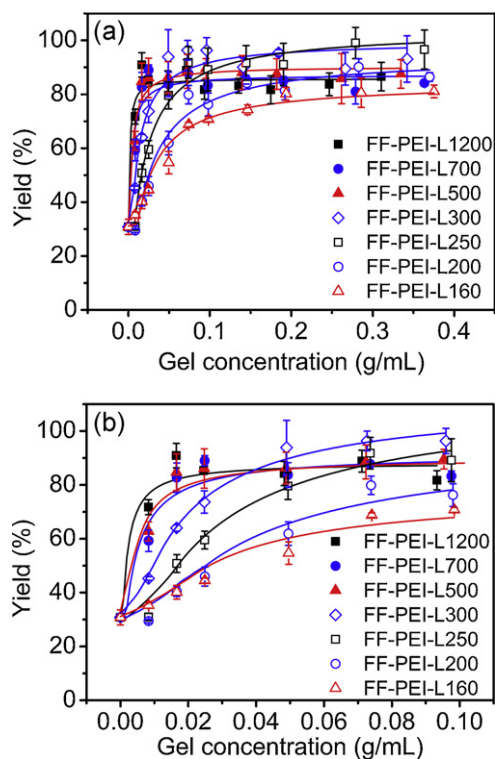 (a)
Yield (%)
100
80
60
40
20
0
FF-PEI-L1200
FF-PEI-L700
FF-PEI-L500
FF-PEI-L300
FF-PEI-L250
FF-PEI-L200
FF-PEI-L160
0.0 0.1 0.2 0.3 0.4
Gel concentration (g/mL)
(b)
Yield (%)
100
80
60
40
20
0
FF-PEI-L1200
FF-PEI-L700
FF-PEI-L500
FF-PEI-L300
FF-PEI-L250
FF-PEI-L200
FF-PEI-L160
0.00 0.02 0.04 0.06 0.08 0.10
Gel concentration (g/mL)